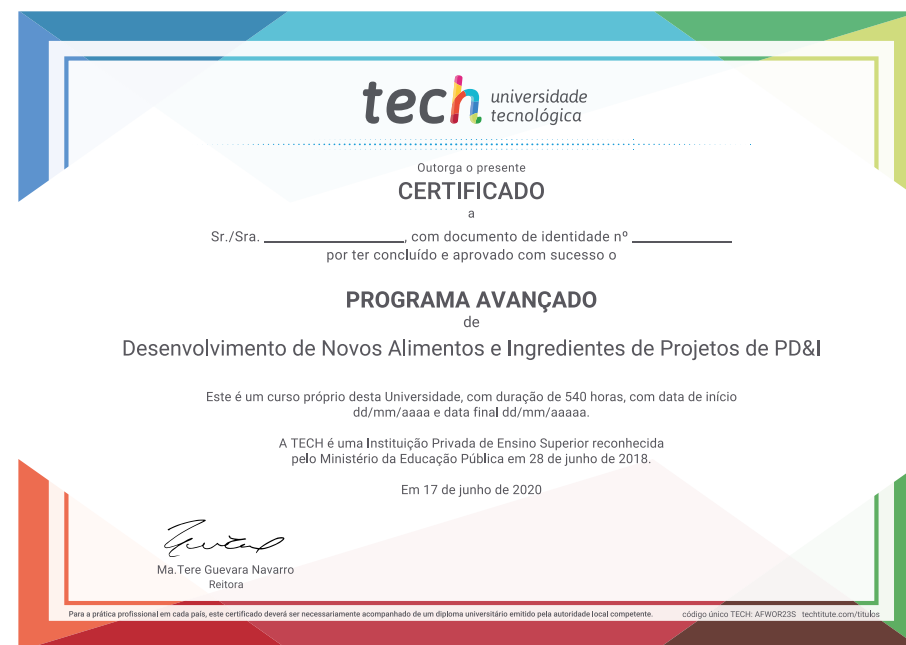 tech universidade
tecnológica
Outorga o presente
CERTIFICADO
a
Sr./Sra. ____________, com documento de identidade nº ____________
por ter concluído e aprovado com sucesso o
PROGRAMA AVANÇADO
de
Desenvolvimento de Novos Alimentos e Ingredientes de Projetos de PD&I
Este é um curso próprio desta Universidade, com duração de 540 horas, com data de início
dd/mm/aaaa e data final dd/mm/aaaaa.
A TECH é uma Instituição Privada de Ensino Superior reconhecida
pelo Ministério da Educação Pública em 28 de junho de 2018.
Em 17 de junho de 2020
Ma.Tere Guevara Navarro
Reitora
Para a prática profissional em cada país, este certificado deverá ser necessariamente acompanhado de um diploma universitário emitido pela autoridade local competente. código único TECH: AFWOR23S techtitute.com/titulos